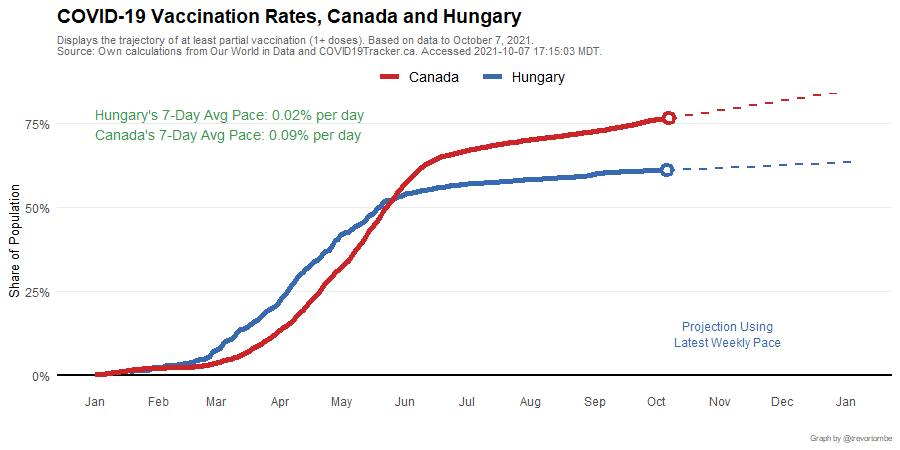 COVID-19 Vaccination Rates, Canada and Hungary
Displays the trajectory of at least partial vaccination (1+ doses). Based on data to October 7, 2021.
Source: Own calculations from Our World in Data and COVID19Tracker.ca. Accessed 2021-10-07 17:15:03 MDT.
Canada Hungary
Hungary's 7-Day Avg Pace: 0.02% per day
Canada's 7-Day Avg Pace: 0.09% per day
75%
50%
25%
0%
Share of Population
Projection Using
Latest Weekly Pace
Jan Feb Mar Apr May Jun Jul Aug Sep Oct Nov Dec Jan
Graph by @trevortombe